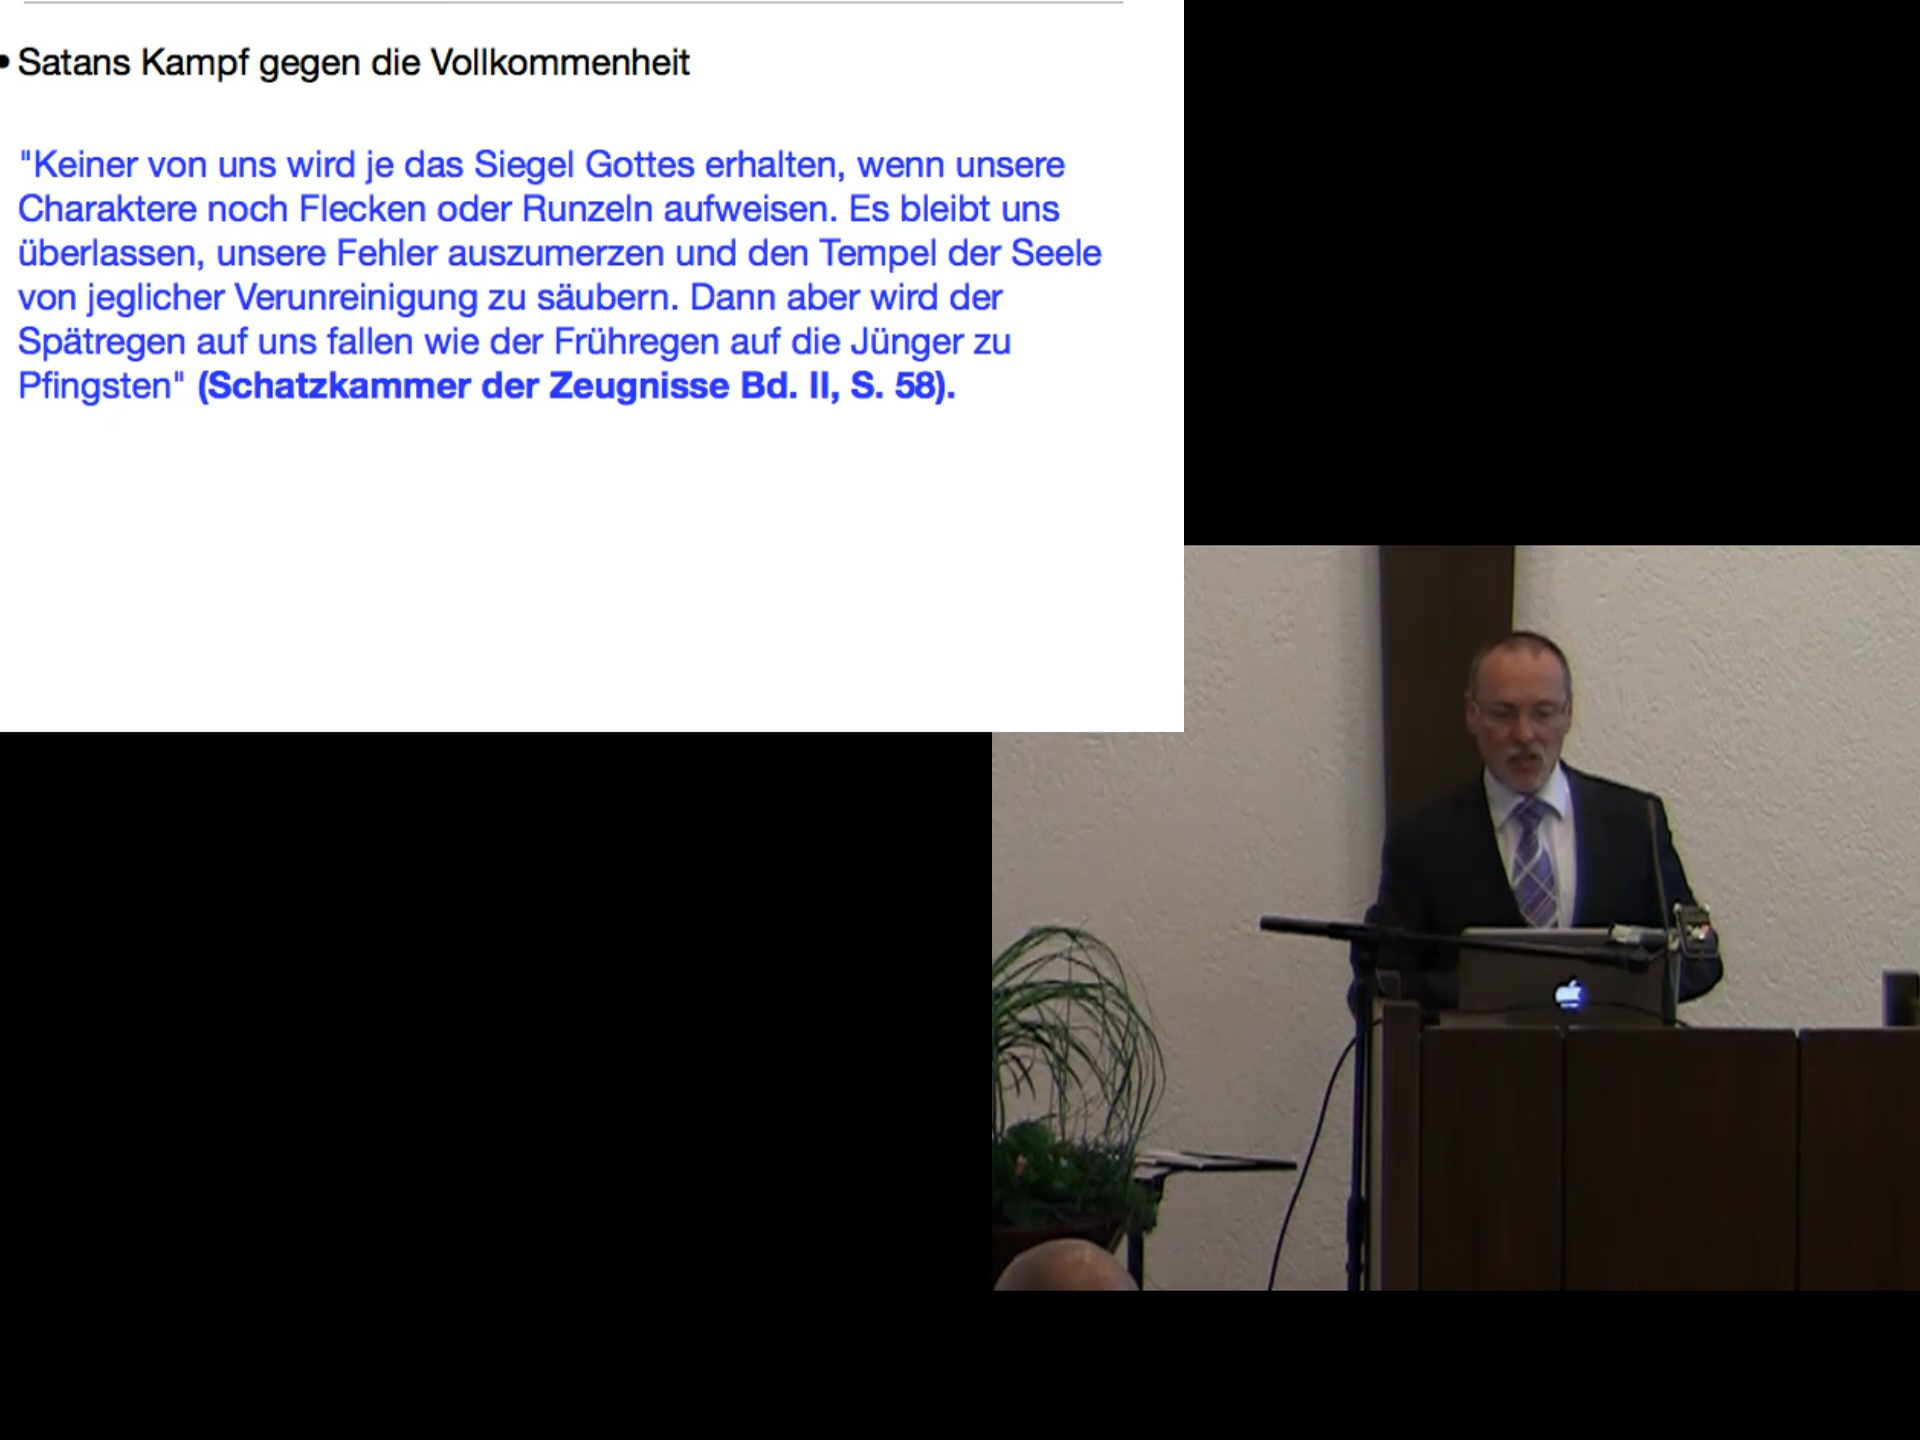 • Satans Kampf gegen die Vollkommenheit
"Keiner von uns wird je das Siegel Gottes erhalten, wenn unsere
Charaktere noch Flecken oder Runzeln aufweisen. Es bleibt uns
überlassen, unsere Fehler auszumerzen und den Tempel der Seele
von jeglicher Verunreinigung zu säubern. Dann aber wird der
Spätregen auf uns fallen wie der Frühregen auf die Jünger zu
Pfingsten" (Schatzkammer der Zeugnisse Bd. II, S. 58).